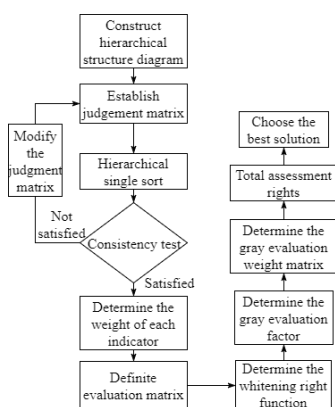 Construct
hierarchical
structure diagram
Establish
judgement matrix
Modify
the
judgment
matrix
Hierarchical
single sort
Not
satisfied
Consistency test
Satisfied
Determine the
weight of each
indicator
Definite
evaluation matrix
Choose the
best solution
Total assessment
rights
Determine the
gray evaluation
weight matrix
Determine the
gray evaluation
factor
Determine the
whitening right
function